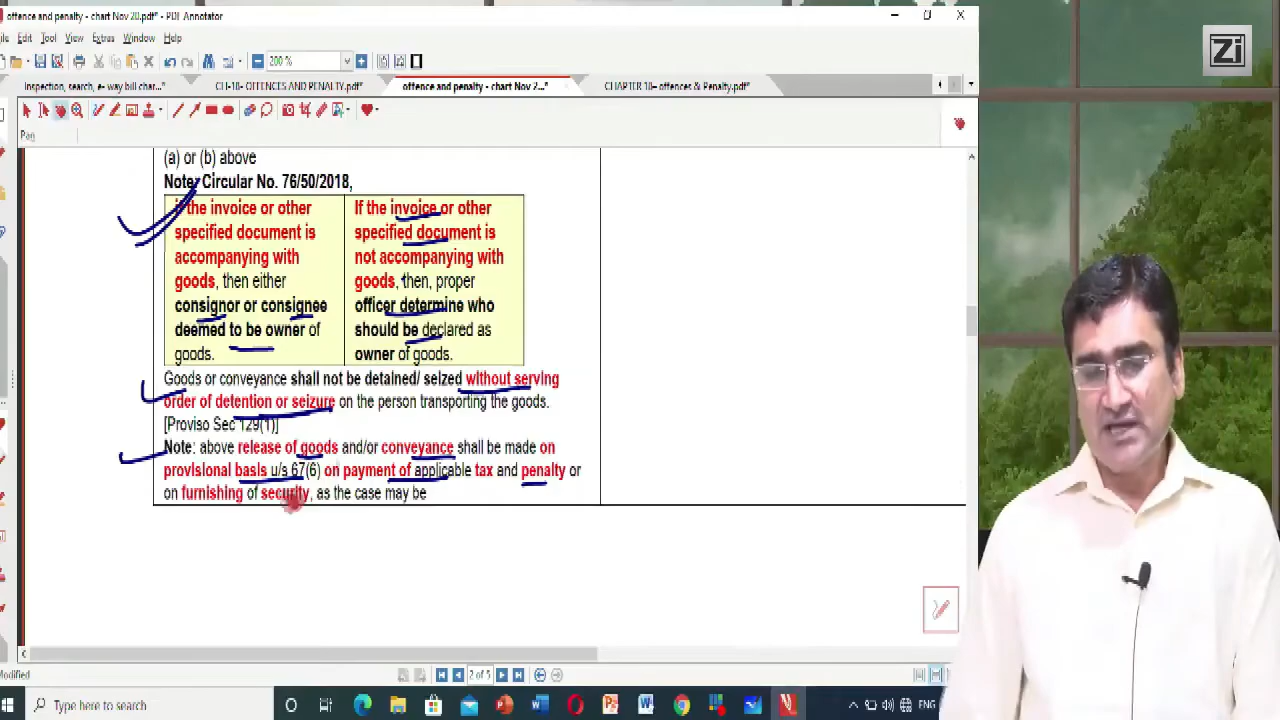 offence and penalty - chart Nov 20.pdf* - PDF Annotator
Edit Tool View Extras Window Help
200 %
Inspection, search, e- way bill char..." CH-10- OFFENCES AND PENALTY.pdf* offence and penalty - chart Nov 2..." CHAPTER 10- offences & Penalty.pdf*
Pag
(a) or (b) above
Note: Circular No. 76/50/2018,
if the invoice or other
specified document is
accompanying with
goods, then either
consignor or consignee
deemed to be owner of
goods.
If the invoice or other
specified document is
not accompanying with
goods, then, proper
officer determine who
should be declared as
owner of goods.
Goods or conveyance shall not be detained/ seized without serving
order of detention or seizure on the person transporting the goods.
[Proviso Sec 129(1)]
Note: above release of goods and/or conveyance shall be made on
provisional basis u/s 67(6) on payment of applicable tax and penalty or
on furnishing of security, as the case may be
Modified
2 of 5
Type here to search
ENG
Zi